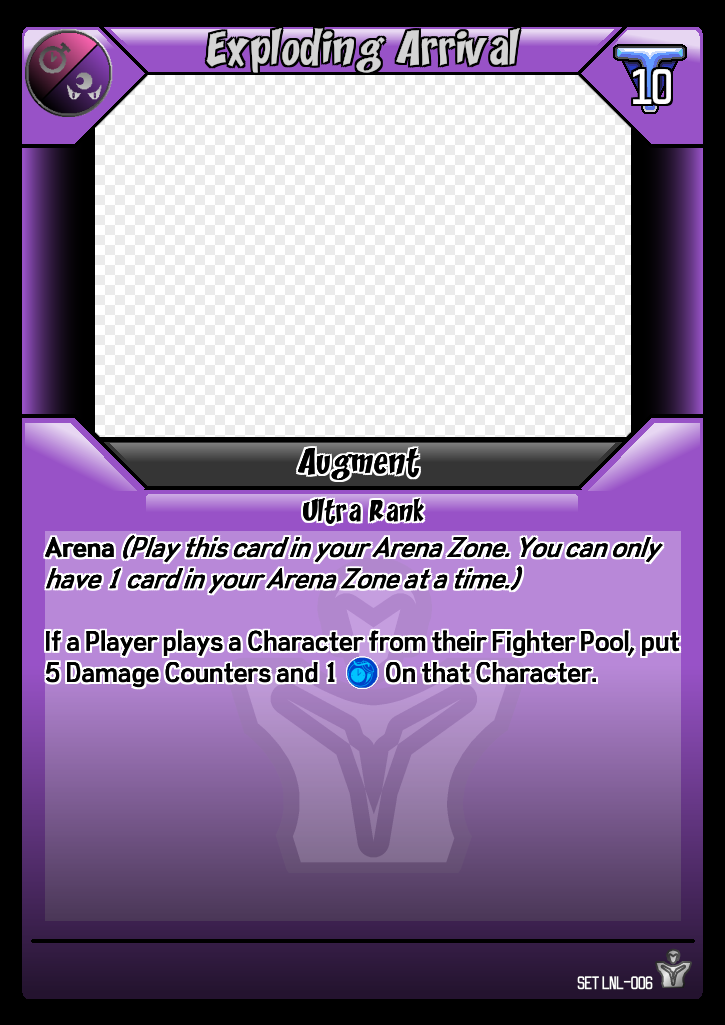 Exploding Arrival
10
Augment
Ultra Rank
Arena (Play this card in your Arena Zone. You can only
have 1 card in your Arena Zone at a time.)
If a Player plays a Character from their Fighter Pool, put
5 Damage Counters and 1 On that Character.
SET LNL-006